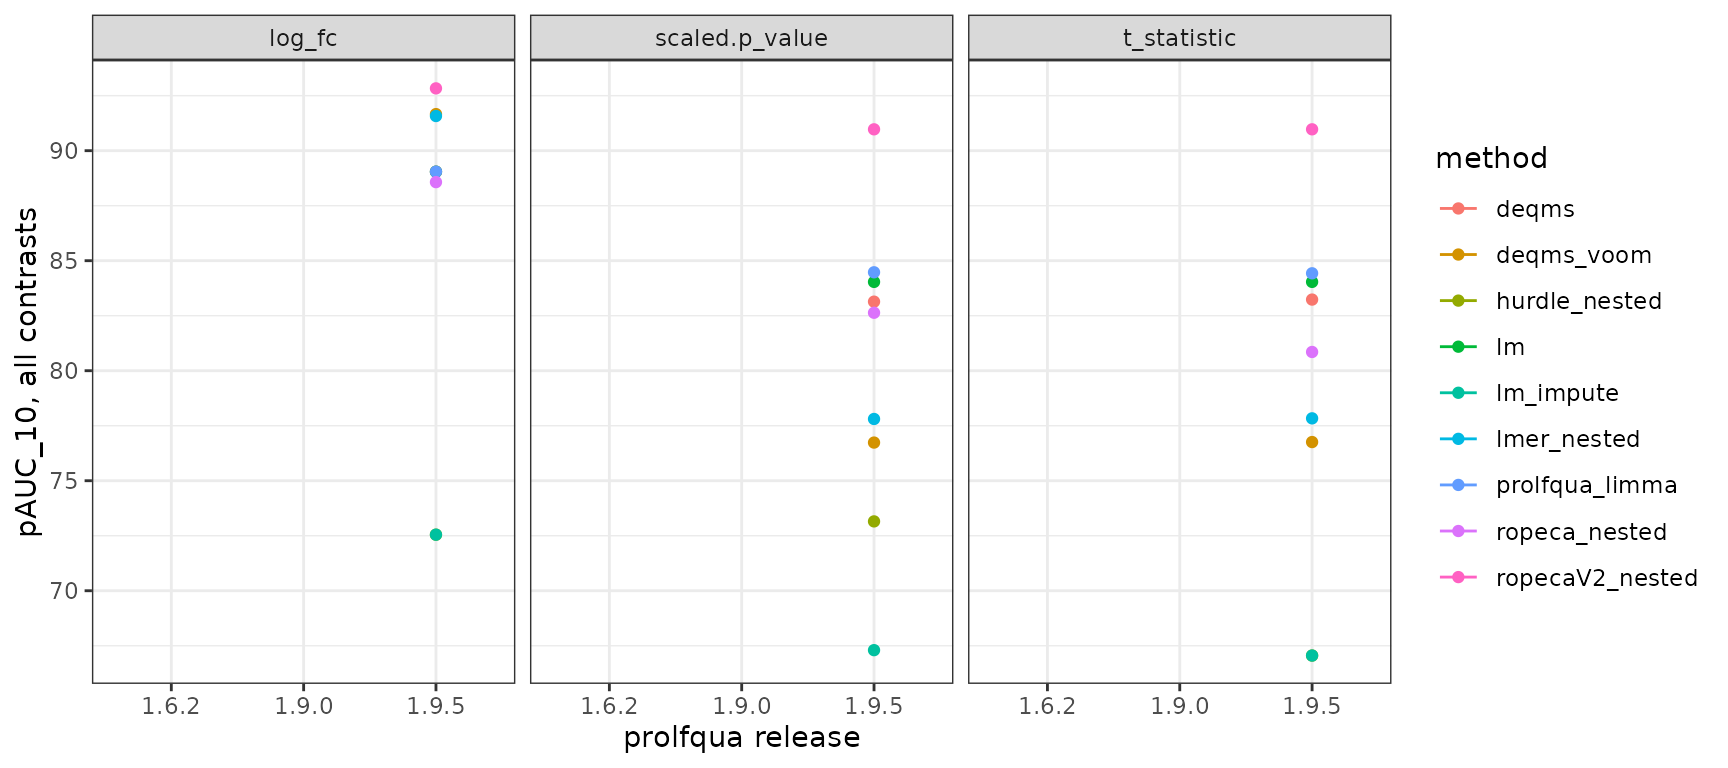 log_fc
scaled.p_value
t_statistic
pAUC_10, all contrasts
90
85
80
75
70
1.6.2 1.9.0 1.9.5
1.6.2 1.9.0 1.9.5
1.6.2 1.9.0 1.9.5
prolfqua release
method
deqms
deqms_voom
hurdle_nested
lm
lm_impute
lmer_nested
prolfqua_limma
ropeca_nested
ropecaV2_nested